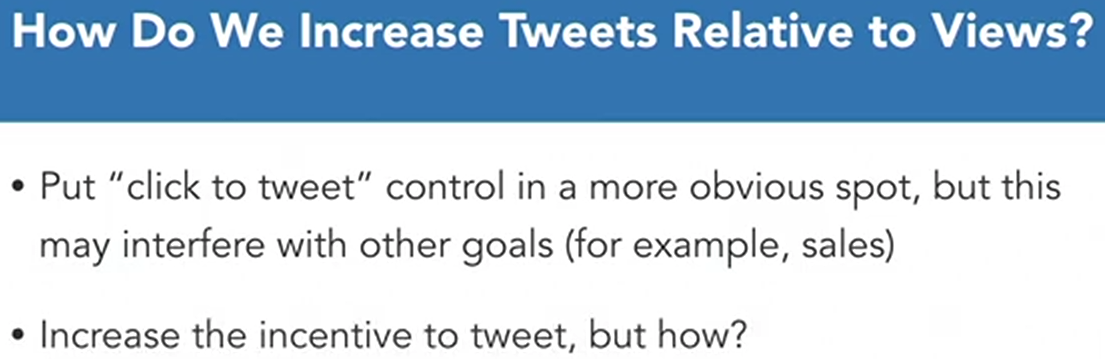 How Do We Increase Tweets Relative to Views?
• Put “click to tweet” control in a more obvious spot, but this
may interfere with other goals (for example, sales)
• Increase the incentive to tweet, but how?